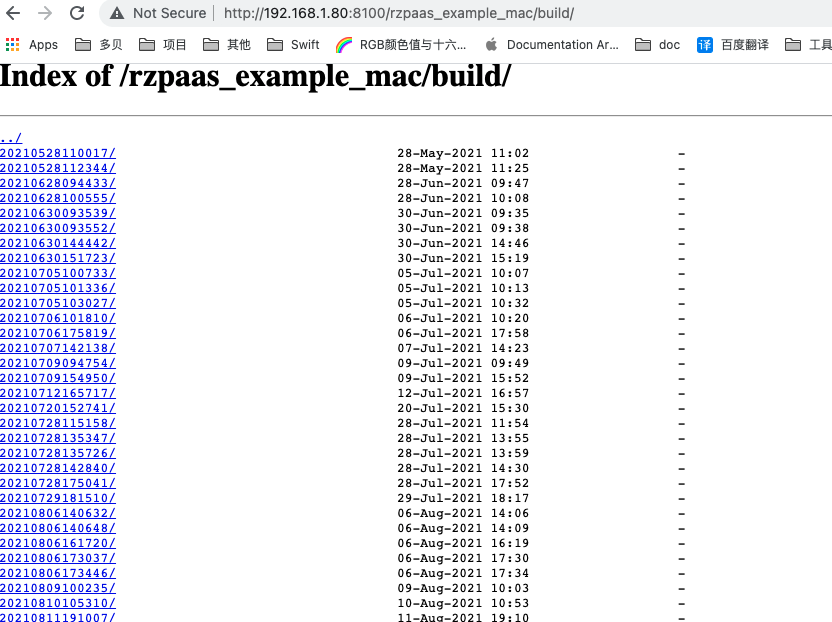 Not Secure http://192.168.1.80:8100/rzpaas_example_mac/build/
Apps 多贝 项目 其他 Swift RGB颜色值与十六... Documentation Ar... doc 译 百度翻译 工具
Index of /rzpaas_example_mac/build/
../
20210528110017/ 28-May-2021 11:02 -
20210528112344/ 28-May-2021 11:25 -
20210628094433/ 28-Jun-2021 09:47 -
20210628100555/ 28-Jun-2021 10:08 -
20210630093539/ 30-Jun-2021 09:35 -
20210630093552/ 30-Jun-2021 09:38 -
20210630144442/ 30-Jun-2021 14:46 -
20210630151723/ 30-Jun-2021 15:19 -
20210705100733/ 05-Jul-2021 10:07 -
20210705101336/ 05-Jul-2021 10:13 -
20210705103027/ 05-Jul-2021 10:32 -
20210706101810/ 06-Jul-2021 10:20 -
20210706175819/ 06-Jul-2021 17:58 -
20210707142138/ 07-Jul-2021 14:23 -
20210709094754/ 09-Jul-2021 09:49 -
20210709154950/ 09-Jul-2021 15:52 -
20210712165717/ 12-Jul-2021 16:57 -
20210720152741/ 20-Jul-2021 15:30 -
20210728115158/ 28-Jul-2021 11:54 -
20210728135347/ 28-Jul-2021 13:55 -
20210728135726/ 28-Jul-2021 13:59 -
20210728142840/ 28-Jul-2021 14:30 -
20210728175041/ 28-Jul-2021 17:52 -
20210729181510/ 29-Jul-2021 18:17 -
20210806140632/ 06-Aug-2021 14:06 -
20210806140648/ 06-Aug-2021 14:09 -
20210806161720/ 06-Aug-2021 16:19 -
20210806173037/ 06-Aug-2021 17:30 -
20210806173446/ 06-Aug-2021 17:34 -
20210809100235/ 09-Aug-2021 10:03 -
20210810105310/ 10-Aug-2021 10:53 -
20210811191007/ 11-Aug-2021 19:10 -